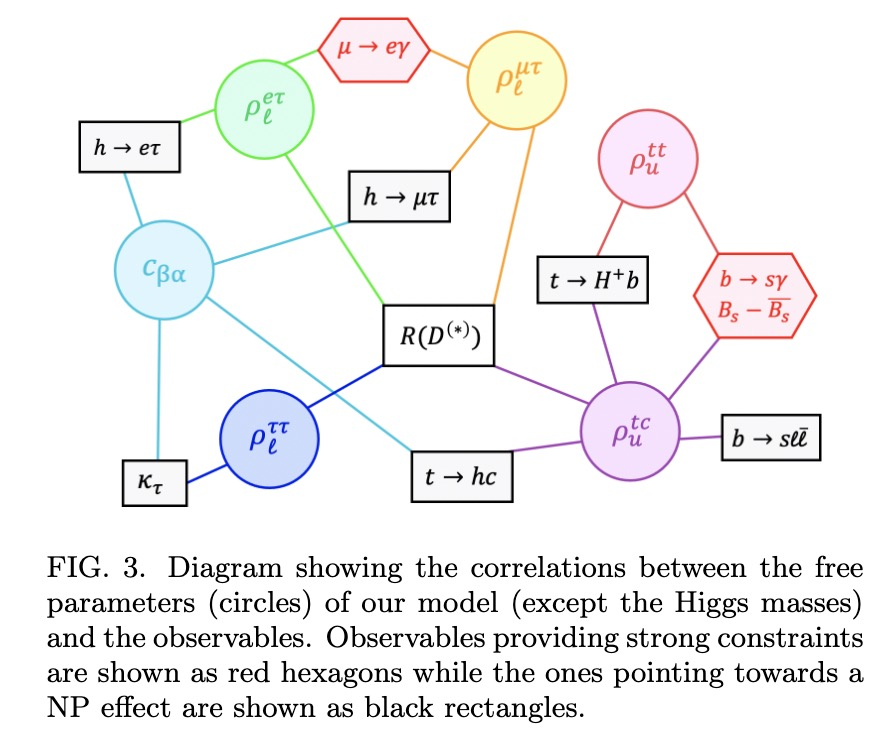 μ → eγ
ρ_ℓ^{eτ}
ρ_ℓ^{μτ}
h → eτ
h → μτ
ρ_u^{tt}
c_{βα}
t → H⁺b
b → sγ
B_s − \overline{B_s}
R(D^{(*)})
ρ_ℓ^{ττ}
ρ_u^{tc}
b → sℓℓ̄
κ_τ
t → hc
FIG. 3. Diagram showing the correlations between the free
parameters (circles) of our model (except the Higgs masses)
and the observables. Observables providing strong constraints
are shown as red hexagons while the ones pointing towards a
NP effect are shown as black rectangles.